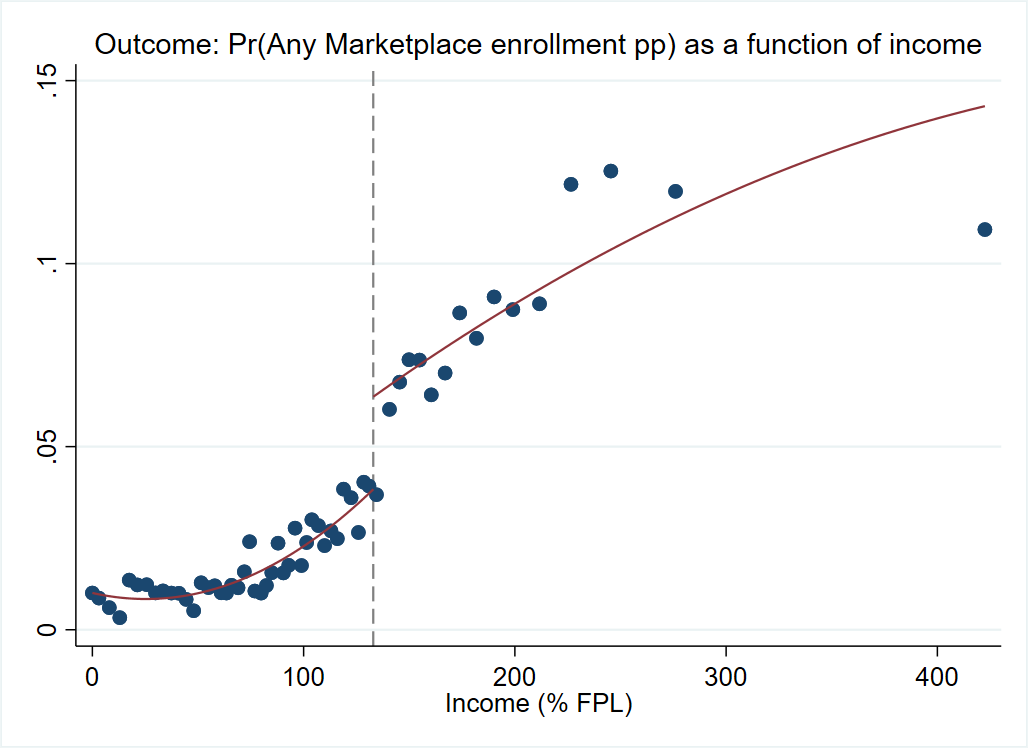 Outcome: Pr(Any Marketplace enrollment pp) as a function of income
.15
.1
.05
0
0 100 200 300 400
Income (% FPL)